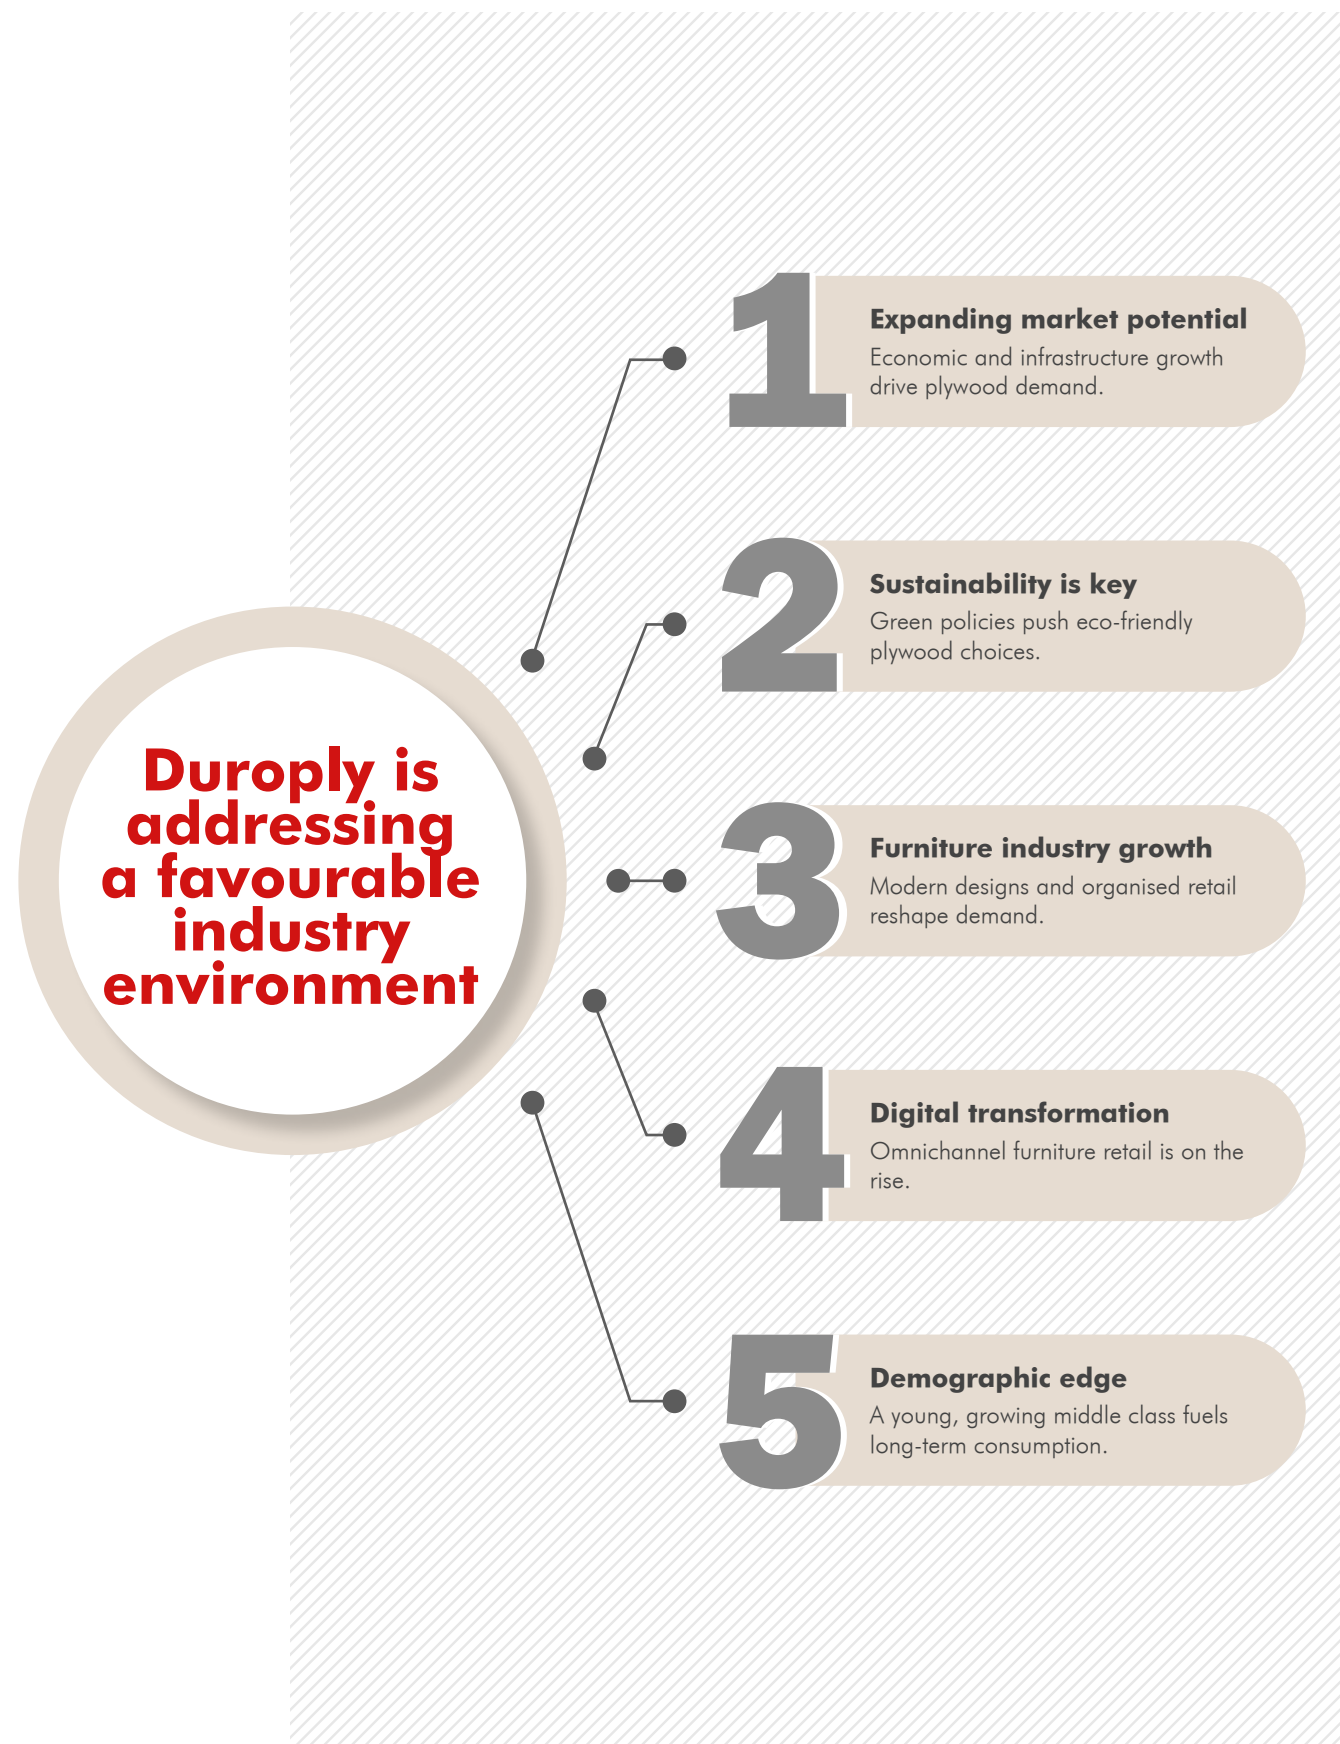 Duroply is
addressing
a favourable
industry
environment
1
Expanding market potential
Economic and infrastructure growth
drive plywood demand.
2
Sustainability is key
Green policies push eco-friendly
plywood choices.
3
Furniture industry growth
Modern designs and organised retail
reshape demand.
4
Digital transformation
Omnichannel furniture retail is on the
rise.
5
Demographic edge
A young, growing middle class fuels
long-term consumption.